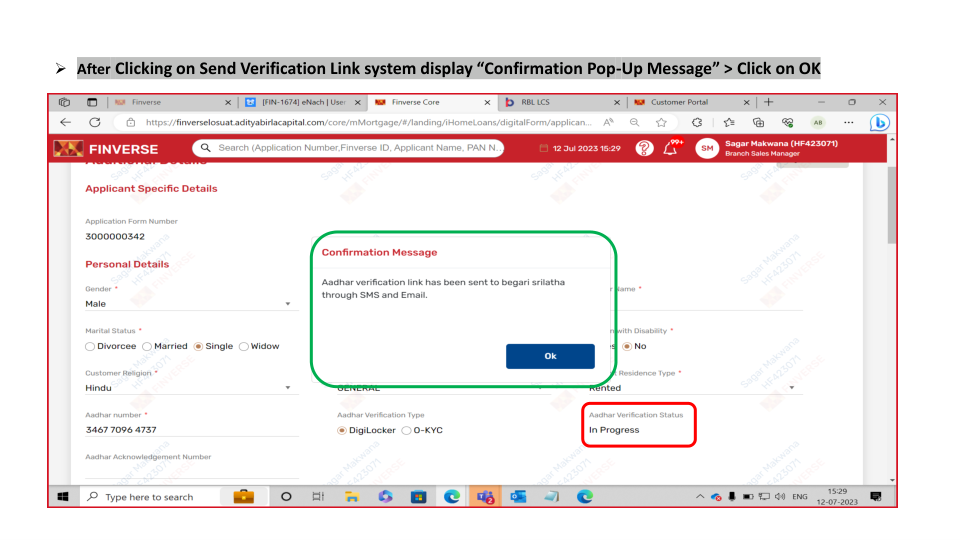 ➢ After Clicking on Send Verification Link system display “Confirmation Pop-Up Message” > Click on OK
Finverse
[FIN-1674] eNach | User
Finverse Core
RBL LCS
Customer Portal
https://finverselosuat.adityabirlacapital.com/core/mMortgage/#/landing/iHomeLoans/digitalForm/applican...
AB
FINVERSE
Search (Application Number,Finverse ID, Applicant Name, PAN N...
12 Jul 2023 15:29
99+
SM
Sagar Makwana (HF423071)
Branch Sales Manager
Additional Details
Applicant Specific Details
Application Form Number
3000000342
Confirmation Message
Personal Details
Aadhar verification link has been sent to begari srilatha
through SMS and Email.
Gender *
Name *
Male
Marital Status *
with Disability *
Divorcee Married Single Widow
No
Ok
Customer Religion *
Residence Type *
Hindu
GENERAL
Rented
Aadhar number *
Aadhar Verification Type
Aadhar Verification Status
3467 7096 4737
DigiLocker O-KYC
In Progress
Aadhar Acknowledgement Number
Type here to search
ENG
15:29
12-07-2023